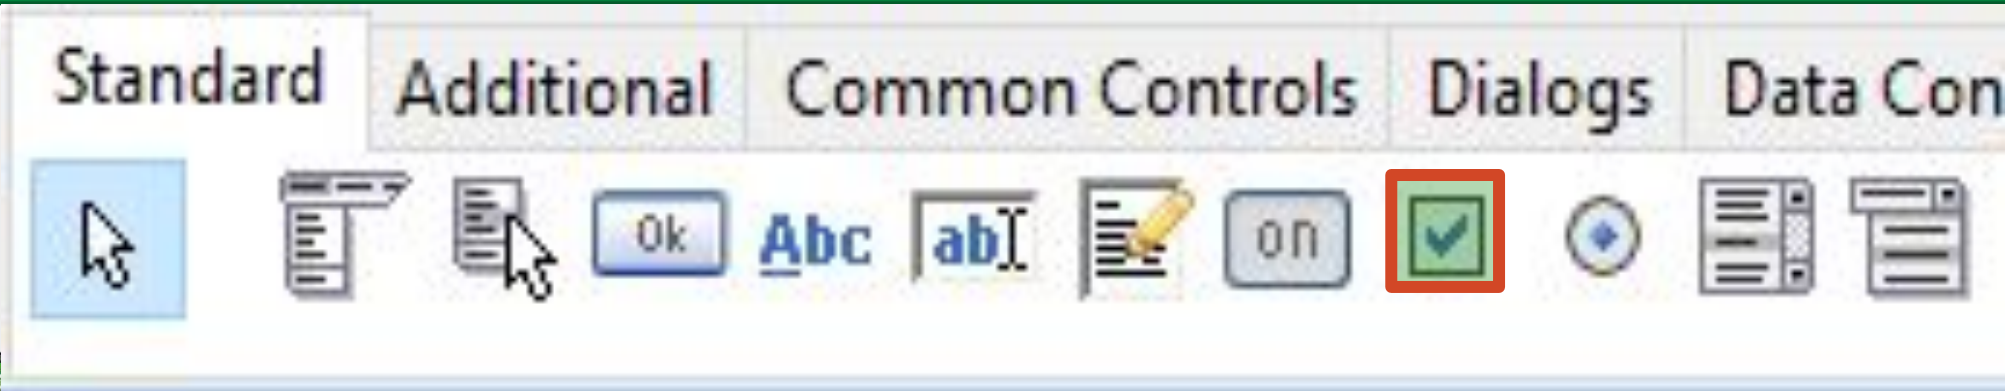 Standard Additional Common Controls Dialogs Data Con
Ok Abc ab on